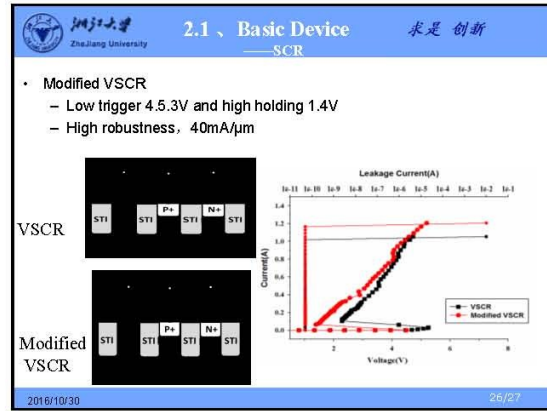 浙江大学
ZheJiang University
2.1 、Basic Device
——SCR
求是 创新
• Modified VSCR
– Low trigger 4.5.3V and high holding 1.4V
– High robustness，40mA/μm
VSCR
STI STI P+ STI N+ STI
Modified
VSCR
STI STI P+ STI N+ STI
Leakage Current(A)
1e-11 1e-10 1e-9 1e-8 1e-7 1e-6 1e-5 1e-4 1e-3 1e-2 1e-1
Current(A)
1.4
1.2
1.0
0.8
0.6
0.4
0.2
0.0
VSCR
Modified VSCR
2 4 6 8
Voltage(V)
2016/10/30
26/27